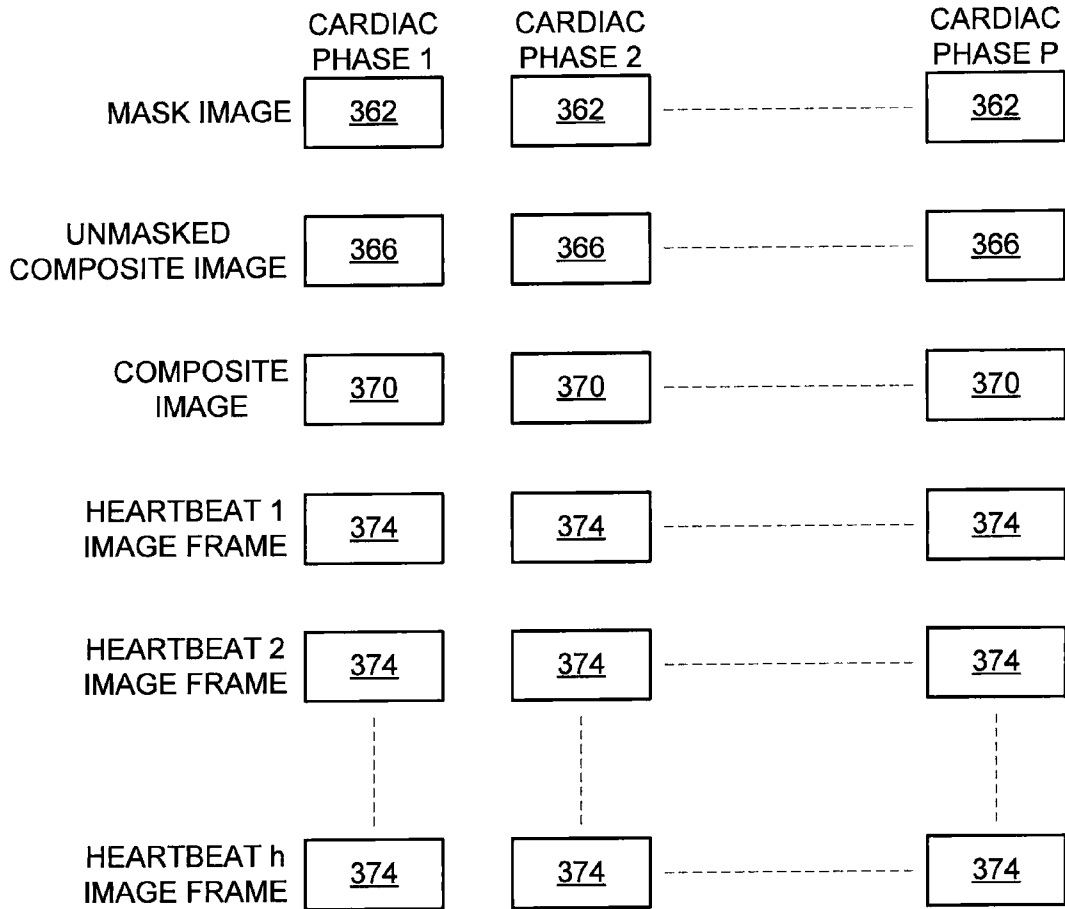 CARDIAC PHASE 1
CARDIAC PHASE 2
CARDIAC PHASE P
MASK IMAGE 362 362 362
UNMASKED
COMPOSITE IMAGE 366 366 366
COMPOSITE
IMAGE 370 370 370
HEARTBEAT 1
IMAGE FRAME 374 374 374
HEARTBEAT 2
IMAGE FRAME 374 374 374
HEARTBEAT h
IMAGE FRAME 374 374 374